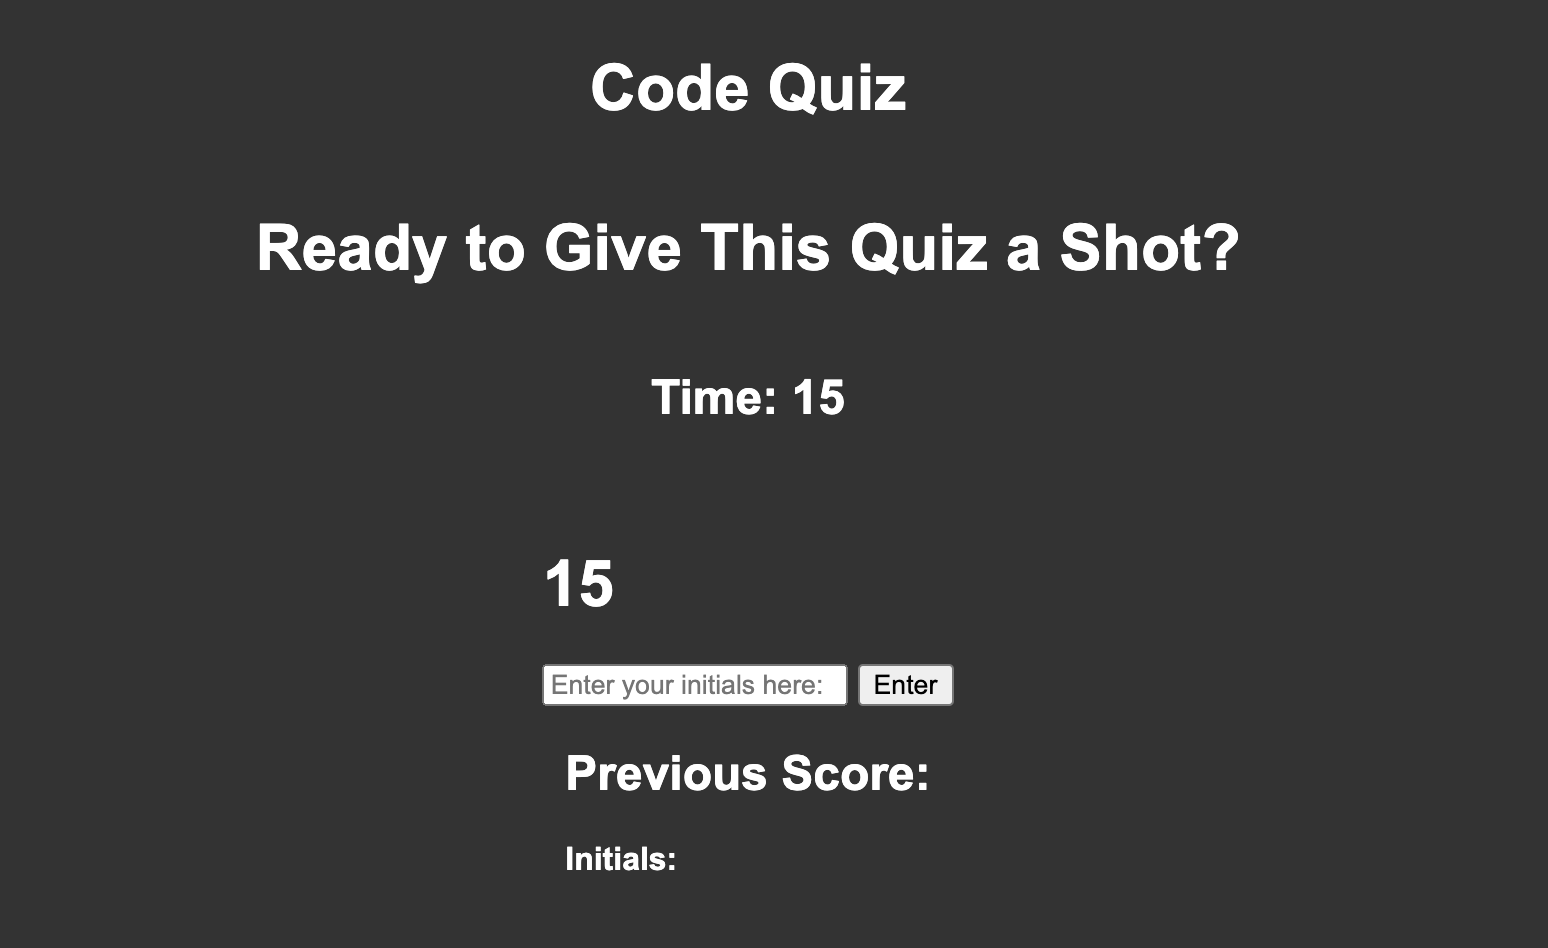 Code Quiz
Ready to Give This Quiz a Shot?
Time: 15
15
Enter your initials here: Enter
Previous Score:
Initials: